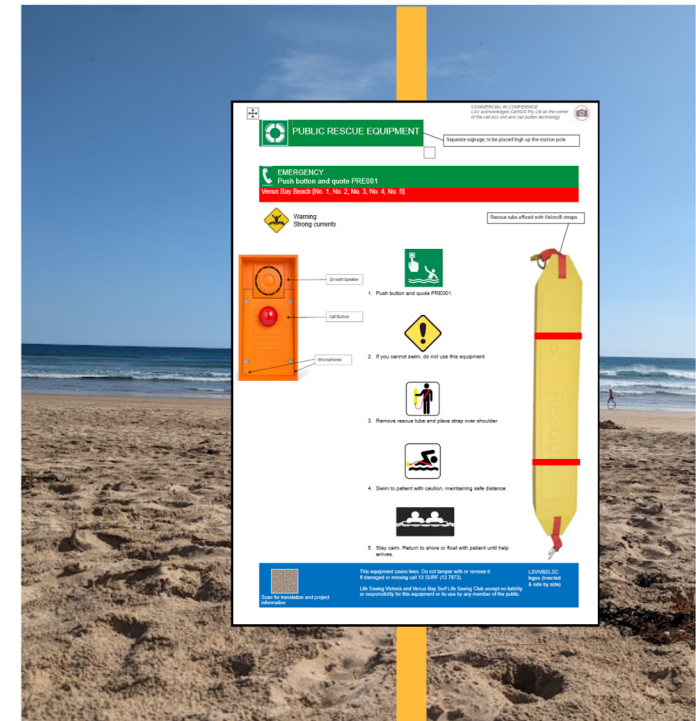 COMMERCIAL IN CONFIDENCE
LSV acknowledges CamGIS Pty Ltd as the owner
of the call box unit and call button technology
PUBLIC RESCUE EQUIPMENT
Separate signage, to be placed high up the station pole
EMERGENCY
Push button and quote PRE001
Venus Bay Beach [No. 1, No. 2, No. 3, No. 4, No. 5]
Warning
Strong currents
Rescue tube affixed with Velcro® straps
10-watt Speaker
Call Button
Microphones
1. Push button and quote PRE001.
2. If you cannot swim, do not use this equipment.
3. Remove rescue tube and place strap over shoulder.
4. Swim to patient with caution, maintaining safe distance.
5. Stay calm. Return to shore or float with patient until help
arrives.
Scan for translation and project
information
This equipment saves lives. Do not tamper with or remove it.
If damaged or missing call 13 SURF (13 7873).
Life Saving Victoria and Venus Bay Surf Life Saving Club accept no liability
or responsibility for this equipment or its use by any member of the public.
LSV/VBSLSC
logos (inverted
& side by side)